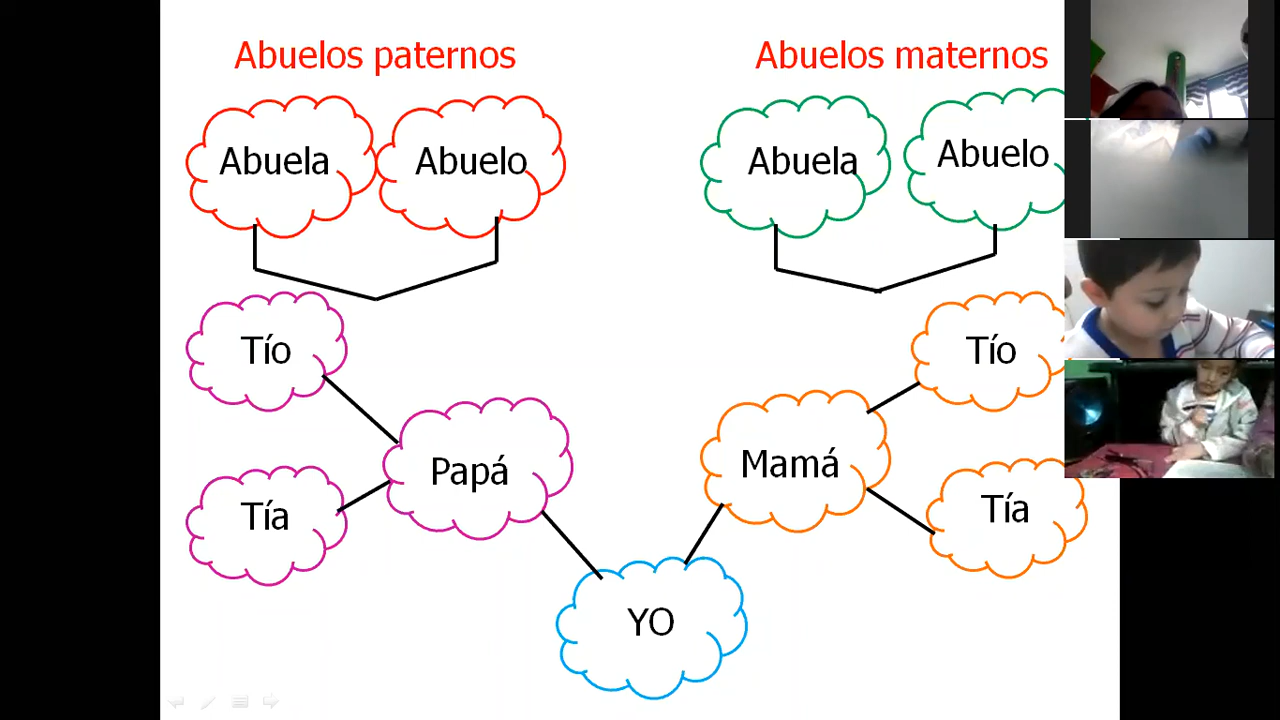 Abuelos paternos
Abuelos maternos
Abuela
Abuelo
Abuela
Abuelo
Tío
Tío
Papá
Mamá
Tía
Tía
YO